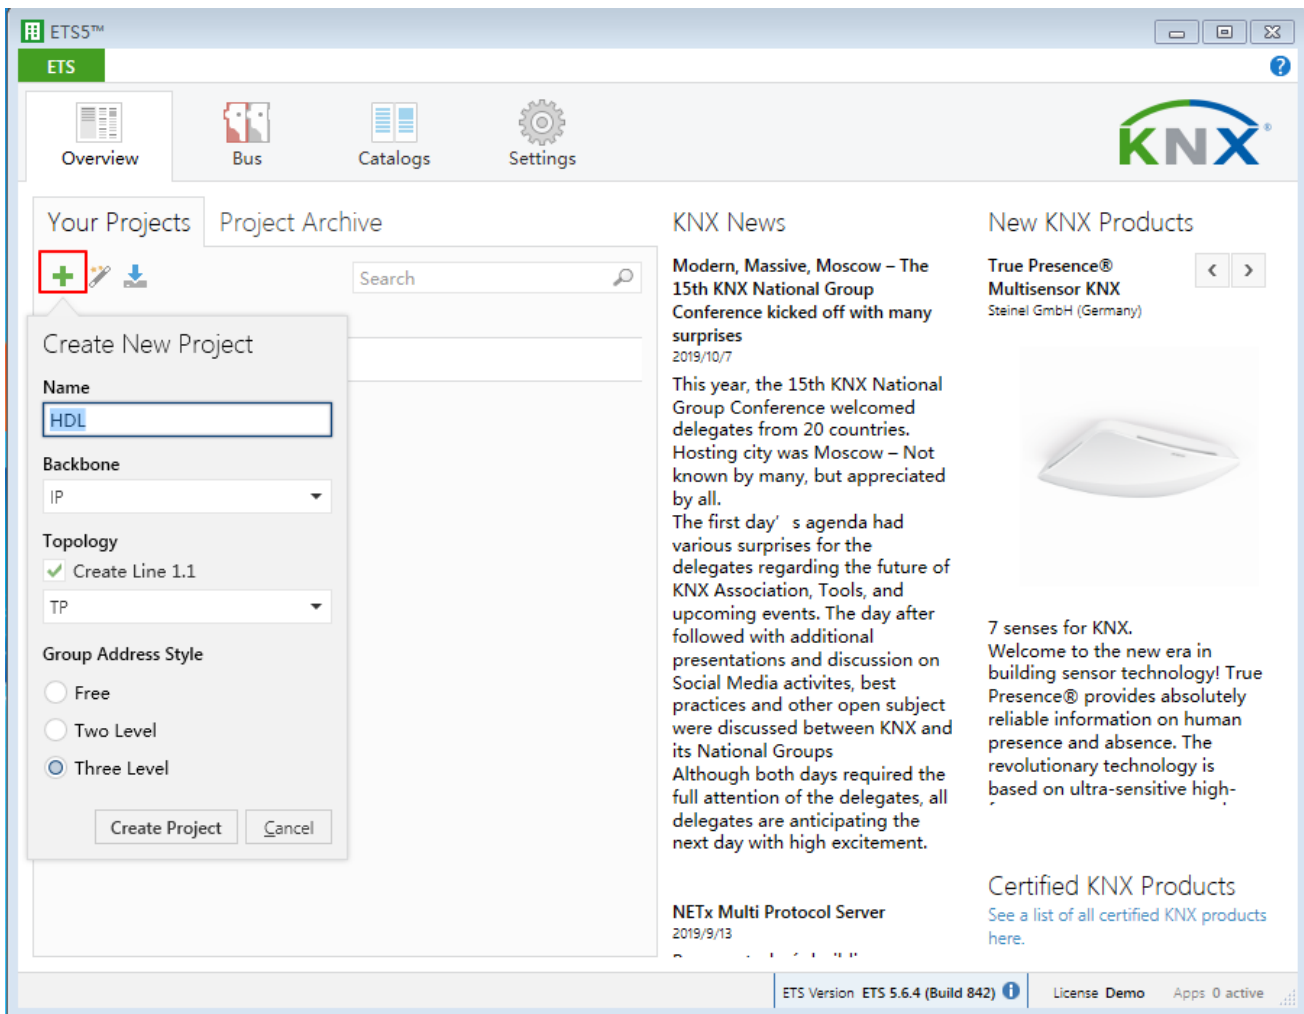 ETS5™
ETS
Overview
Bus
Catalogs
Settings
KNX®
Your Projects
Project Archive
Search
Create New Project
Name
HDL
Backbone
IP
Topology
Create Line 1.1
TP
Group Address Style
Free
Two Level
Three Level
Create Project
Cancel
KNX News
Modern, Massive, Moscow – The
15th KNX National Group
Conference kicked off with many
surprises
2019/10/7
This year, the 15th KNX National
Group Conference welcomed
delegates from 20 countries.
Hosting city was Moscow – Not
known by many, but appreciated
by all.
The first day' s agenda had
various surprises for the
delegates regarding the future of
KNX Association, Tools, and
upcoming events. The day after
followed with additional
presentations and discussion on
Social Media activites, best
practices and other open subject
were discussed between KNX and
its National Groups
Although both days required the
full attention of the delegates, all
delegates are anticipating the
next day with high excitement.
NETx Multi Protocol Server
2019/9/13
New KNX Products
True Presence®
Multisensor KNX
Steinel GmbH (Germany)
7 senses for KNX.
Welcome to the new era in
building sensor technology! True
Presence® provides absolutely
reliable information on human
presence and absence. The
revolutionary technology is
based on ultra-sensitive high-
Certified KNX Products
See a list of all certified KNX products
here.
ETS Version ETS 5.6.4 (Build 842)
License Demo
Apps 0 active